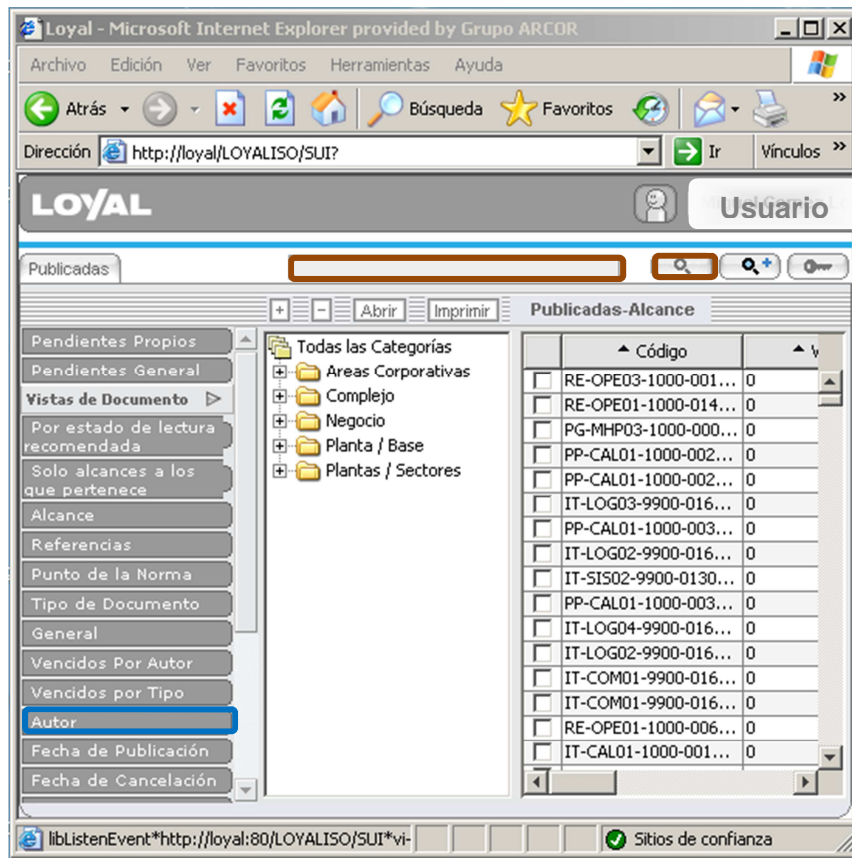 Loyal - Microsoft Internet Explorer provided by Grupo ARCOR
Archivo Edición Ver Favoritos Herramientas Ayuda
Atrás Búsqueda Favoritos »
Dirección http://loyal/LOYALISO/SUI? Ir Vínculos »
LOYAL
Usuario
Publicadas
+ - Abrir Imprimir Publicadas-Alcance
Pendientes Propios
Pendientes General
Vistas de Documento
Por estado de lectura
recomendada
Solo alcances a los
que pertenece
Alcance
Referencias
Punto de la Norma
Tipo de Documento
General
Vencidos Por Autor
Vencidos por Tipo
Autor
Fecha de Publicación
Fecha de Cancelación
Todas las Categorías
Areas Corporativas
Complejo
Negocio
Planta / Base
Plantas / Sectores
Código
RE-OPE03-1000-001... 0
RE-OPE01-1000-014... 0
PG-MHP03-1000-000... 0
PP-CAL01-1000-002... 0
PP-CAL01-1000-002... 0
IT-LOG03-9900-016... 0
PP-CAL01-1000-003... 0
IT-LOG02-9900-016... 0
IT-SIS02-9900-0130... 0
PP-CAL01-1000-003... 0
IT-LOG04-9900-016... 0
IT-LOG02-9900-016... 0
IT-COM01-9900-016... 0
IT-COM01-9900-016... 0
RE-OPE01-1000-006... 0
IT-CAL01-1000-001... 0
libListenEvent*http://loyal:80/LOYALISO/SUI*vi- Sitios de confianza